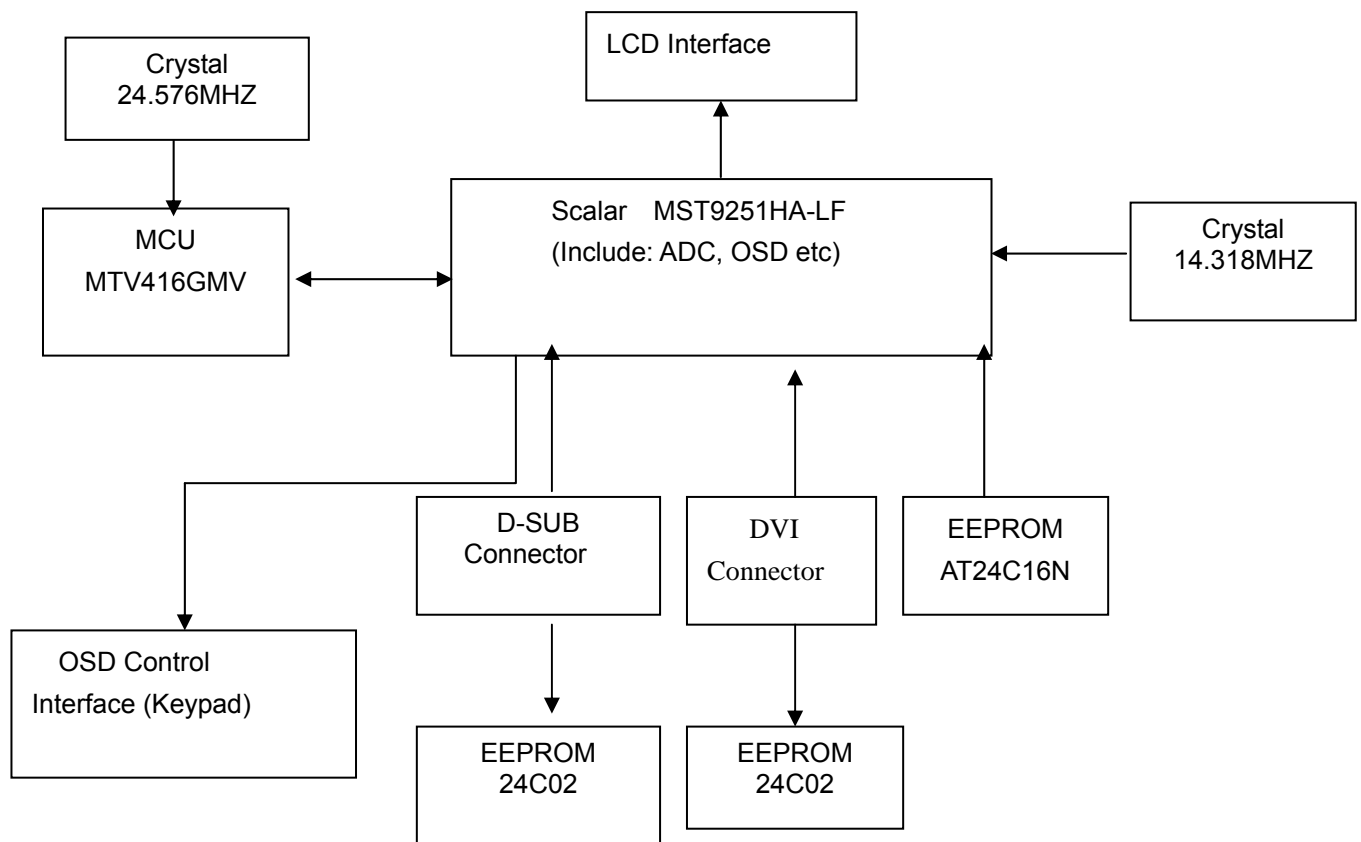 LCD Interface
Crystal
24.576MHZ
Scalar MST9251HA-LF
(Include: ADC, OSD etc)
MCU
MTV416GMV
Crystal
14.318MHZ
D-SUB
Connector
DVI
Connector
EEPROM
AT24C16N
OSD Control
Interface (Keypad)
EEPROM
24C02
EEPROM
24C02